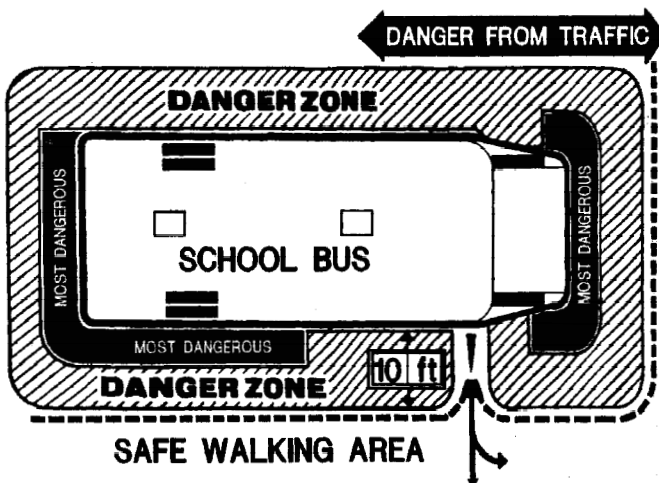 DANGER FROM TRAFFIC
DANGER ZONE
MOST DANGEROUS
MOST DANGEROUS
SCHOOL BUS
MOST DANGEROUS
10 ft
DANGER ZONE
SAFE WALKING AREA